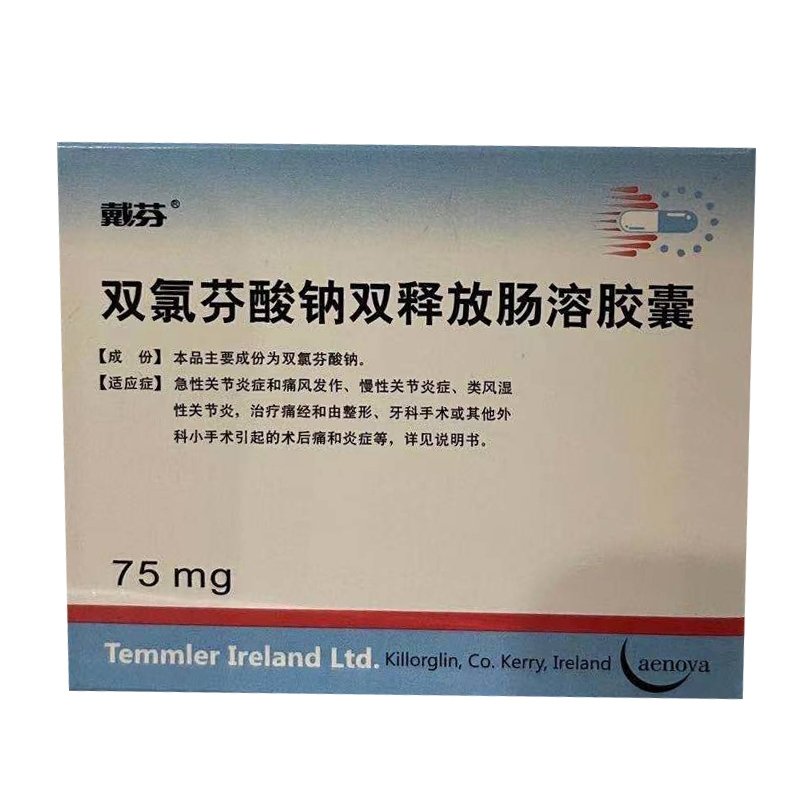 戴芬®
双氯芬酸钠双释放肠溶胶囊
【成 份】本品主要成份为双氯芬酸钠。
【适应症】急性关节炎症和痛风发作、慢性关节炎症、类风湿
性关节炎，治疗痛经和由整形、牙科手术或其他外
科小手术引起的术后痛和炎症等，详见说明书。
75 mg
Temmler Ireland Ltd. Killorglin, Co. Kerry, Ireland aenova